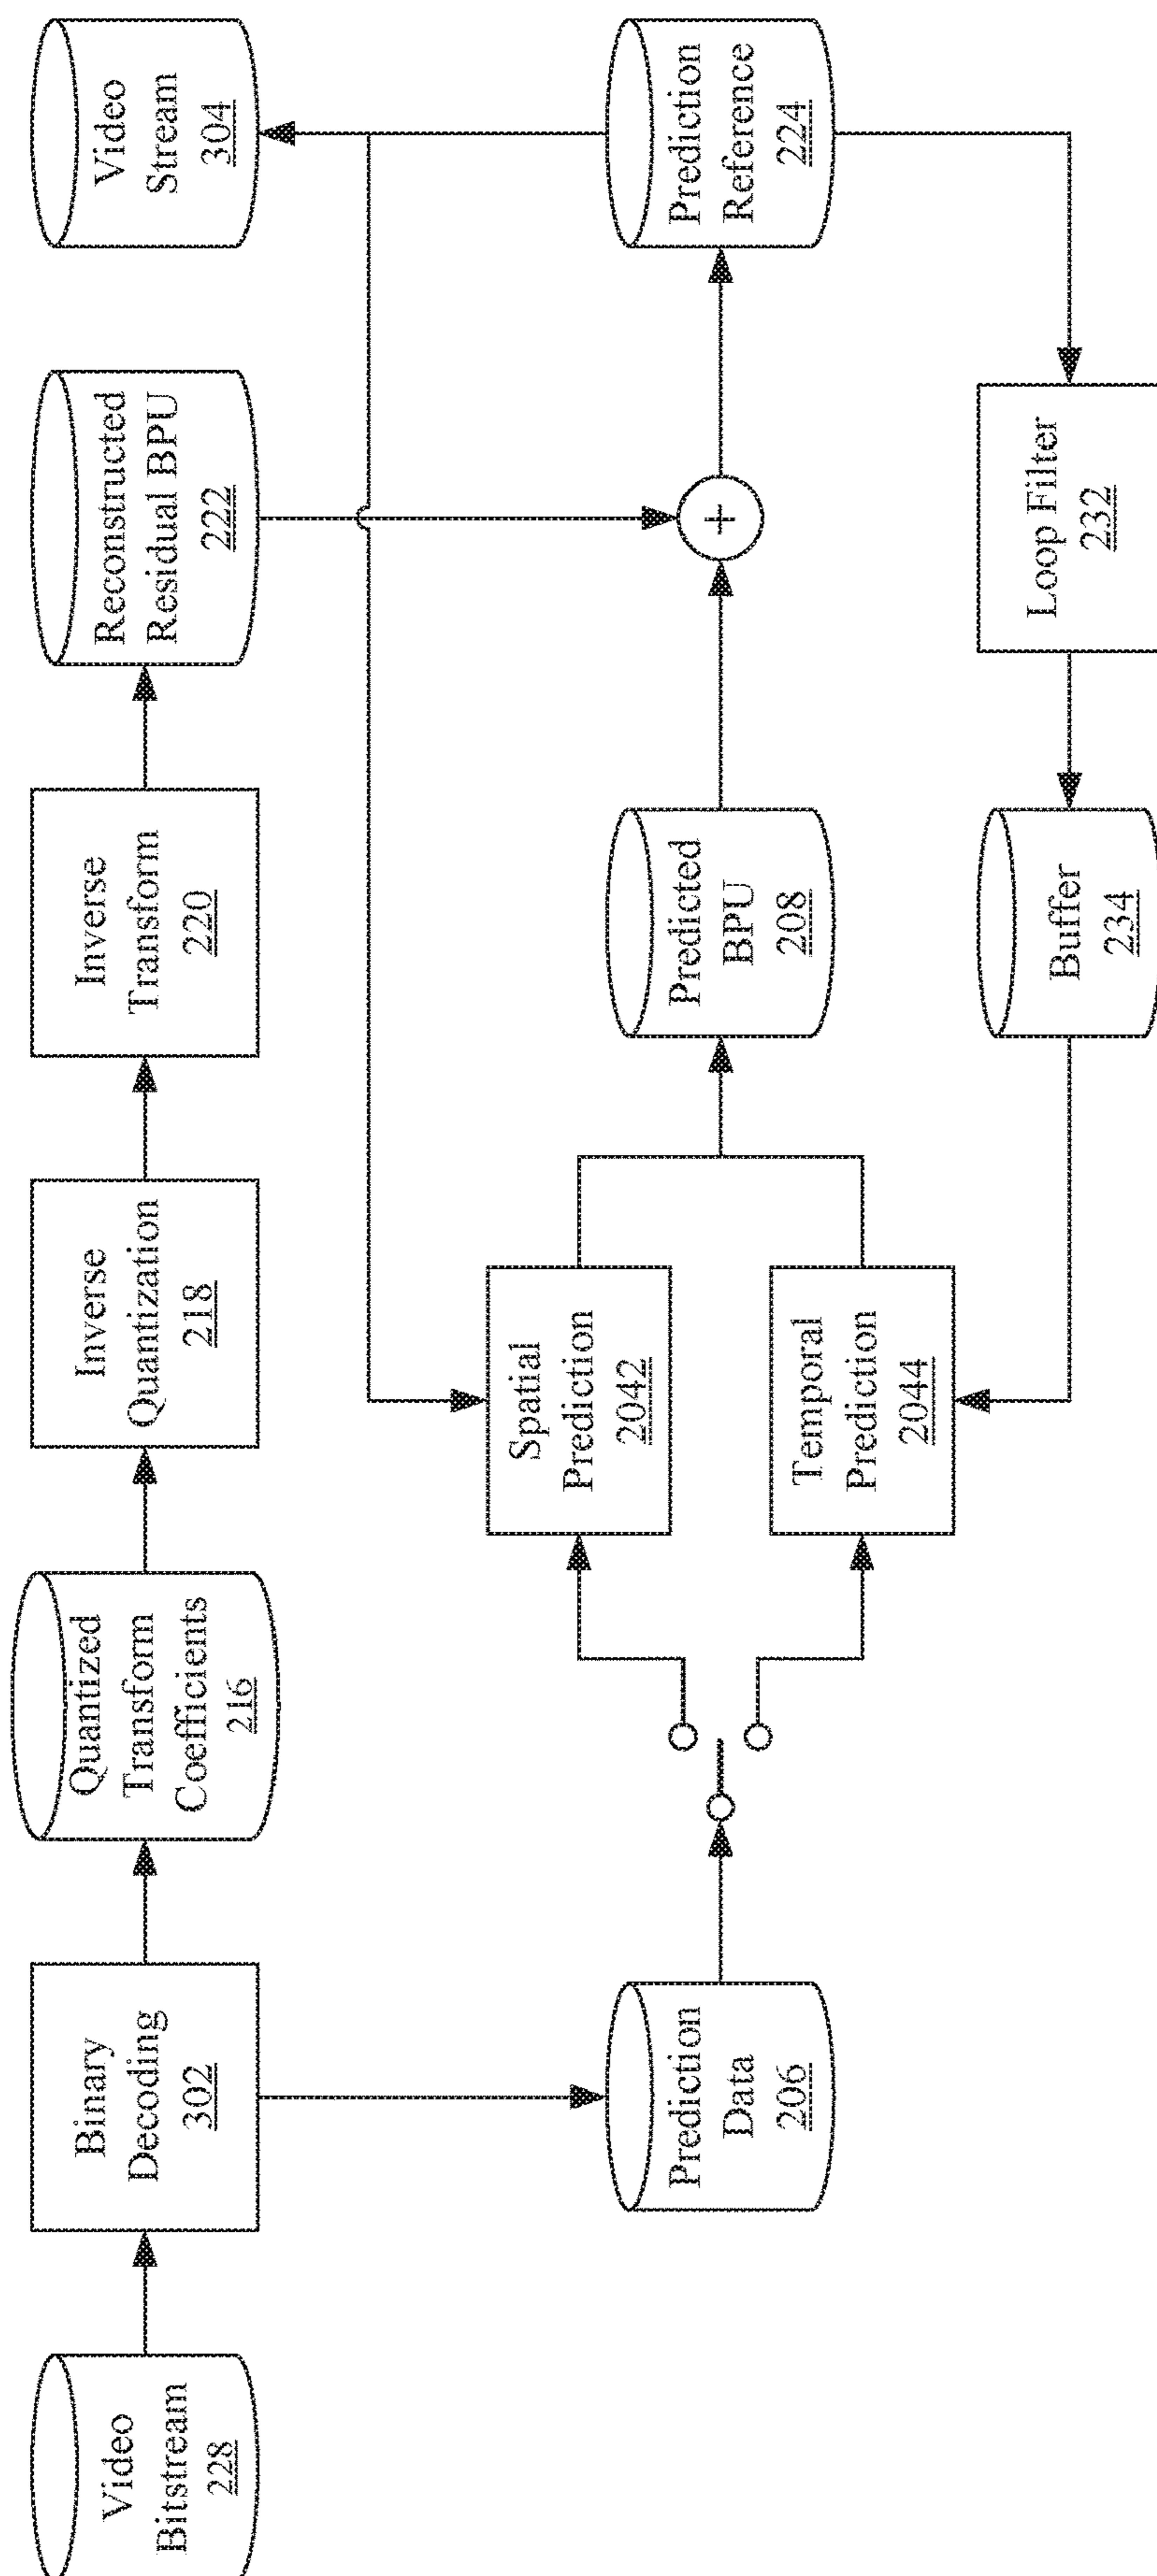 Video
Bitstream
228
Binary
Decoding
302
Quantized
Transform
Coefficients
216
Inverse
Quantization
218
Inverse
Transform
220
Reconstructed
Residual BPU
222
Video
Stream
304
Prediction
Data
206
Spatial
Prediction
2042
Temporal
Prediction
2044
Predicted
BPU
208
+
Prediction
Reference
224
Buffer
234
Loop Filter
232